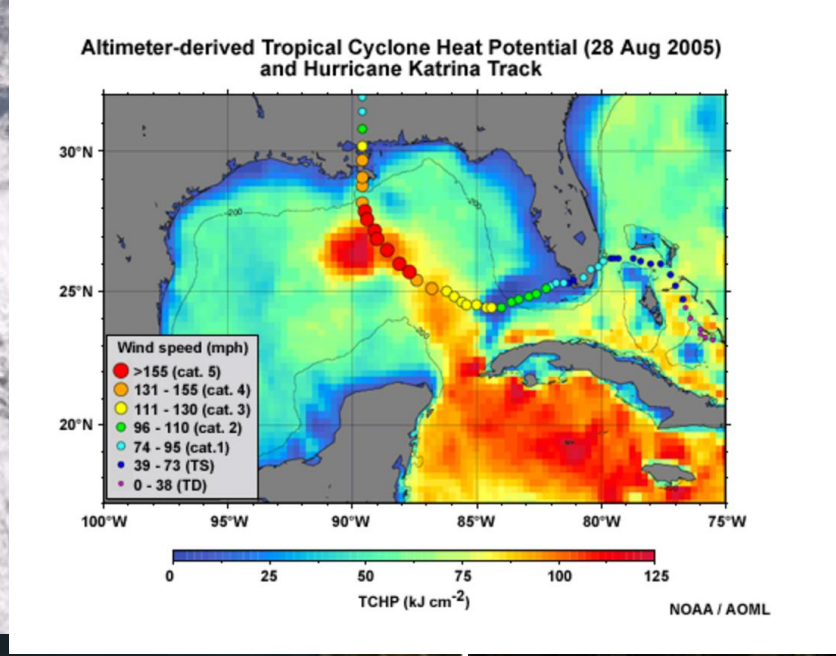 Altimeter-derived Tropical Cyclone Heat Potential (28 Aug 2005)
and Hurricane Katrina Track
30°N
25°N
20°N
-200
-200
Wind speed (mph)
>155 (cat. 5)
131 - 155 (cat. 4)
111 - 130 (cat. 3)
96 - 110 (cat. 2)
74 - 95 (cat.1)
39 - 73 (TS)
0 - 38 (TD)
100°W 95°W 90°W 85°W 80°W 75°W
0 25 50 75 100 125
TCHP (kJ cm-2)
NOAA / AOML